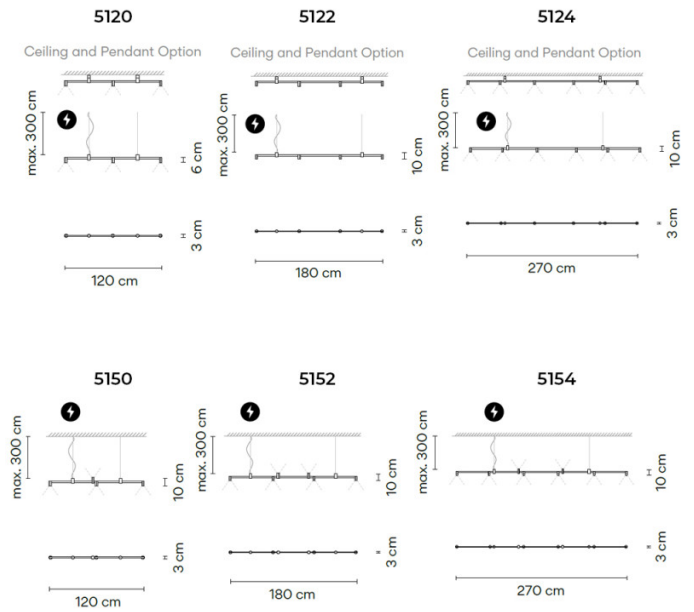 5120
5122
5124
Ceiling and Pendant Option
Ceiling and Pendant Option
Ceiling and Pendant Option
max. 300 cm
6 cm
max. 300 cm
10 cm
max. 300 cm
10 cm
3 cm
3 cm
3 cm
120 cm
180 cm
270 cm
5150
5152
5154
max. 300 cm
10 cm
max. 300 cm
10 cm
max. 300 cm
10 cm
3 cm
3 cm
3 cm
120 cm
180 cm
270 cm